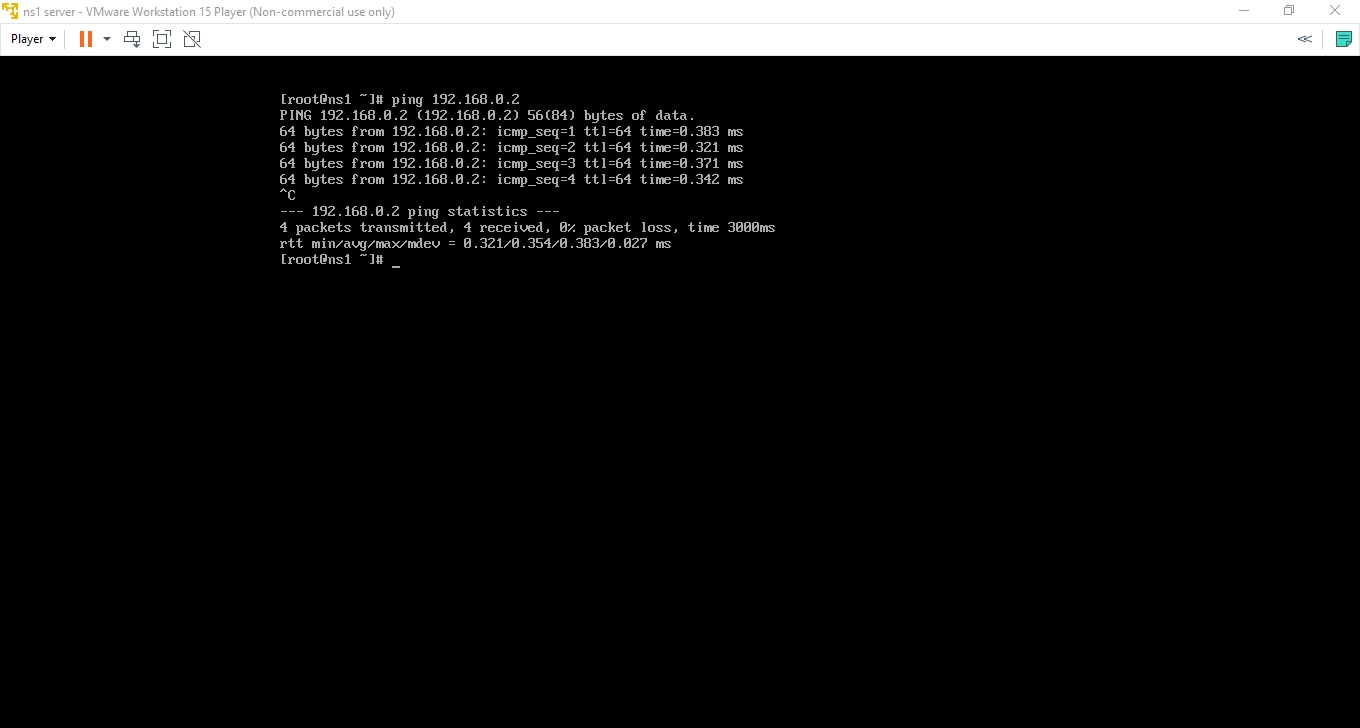 ns1 server - VMware Workstation 15 Player (Non-commercial use only)
Player
[root@ns1 ~]# ping 192.168.0.2
PING 192.168.0.2 (192.168.0.2) 56(84) bytes of data.
64 bytes from 192.168.0.2: icmp_seq=1 ttl=64 time=0.383 ms
64 bytes from 192.168.0.2: icmp_seq=2 ttl=64 time=0.321 ms
64 bytes from 192.168.0.2: icmp_seq=3 ttl=64 time=0.371 ms
64 bytes from 192.168.0.2: icmp_seq=4 ttl=64 time=0.342 ms
^C
--- 192.168.0.2 ping statistics ---
4 packets transmitted, 4 received, 0% packet loss, time 3000ms
rtt min/avg/max/mdev = 0.321/0.354/0.383/0.027 ms
[root@ns1 ~]# _